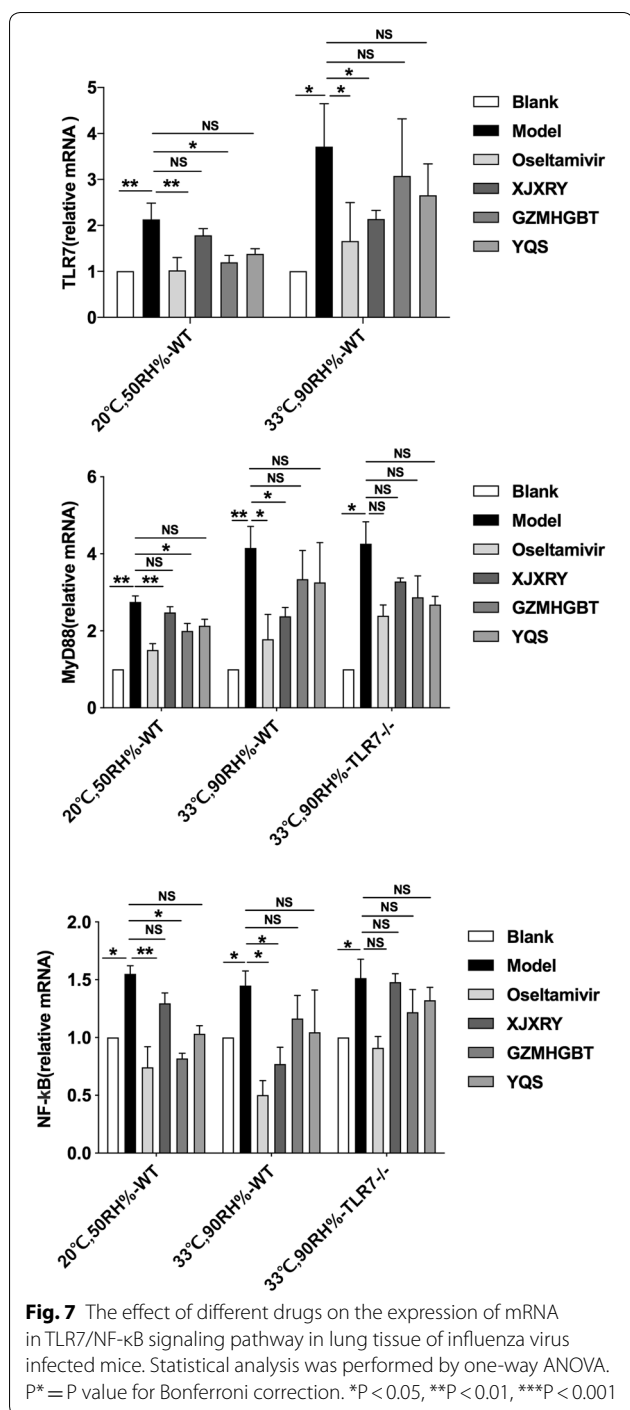 NS
NS
*
*
*
5
4
3
2
1
0
TLR7(relative mRNA)
NS
*
NS
**
**
20℃,50RH%-WT
33℃,90RH%-WT
Blank
Model
Oseltamivir
XJXRY
GZMHGBT
YQS
NS
NS
*
** *
NS
NS
NS
* NS
NS
*
NS
** **
6
4
2
0
MyD88(relative mRNA)
20℃,50RH%-WT
33℃,90RH%-WT
33℃,90RH%-TLR7-/-
Blank
Model
Oseltamivir
XJXRY
GZMHGBT
YQS
NS
*
NS
* **
NS
NS
*
* *
NS
NS
NS
* NS
2.0
1.5
1.0
0.5
0.0
NF-kB(relative mRNA)
20℃,50RH%-WT
33℃,90RH%-WT
33℃,90RH%-TLR7-/-
Blank
Model
Oseltamivir
XJXRY
GZMHGBT
YQS
Fig. 7 The effect of different drugs on the expression of mRNA
in TLR7/NF-κB signaling pathway in lung tissue of influenza virus
infected mice. Statistical analysis was performed by one-way ANOVA.
P* = P value for Bonferroni correction. *P < 0.05, **P < 0.01, ***P < 0.001